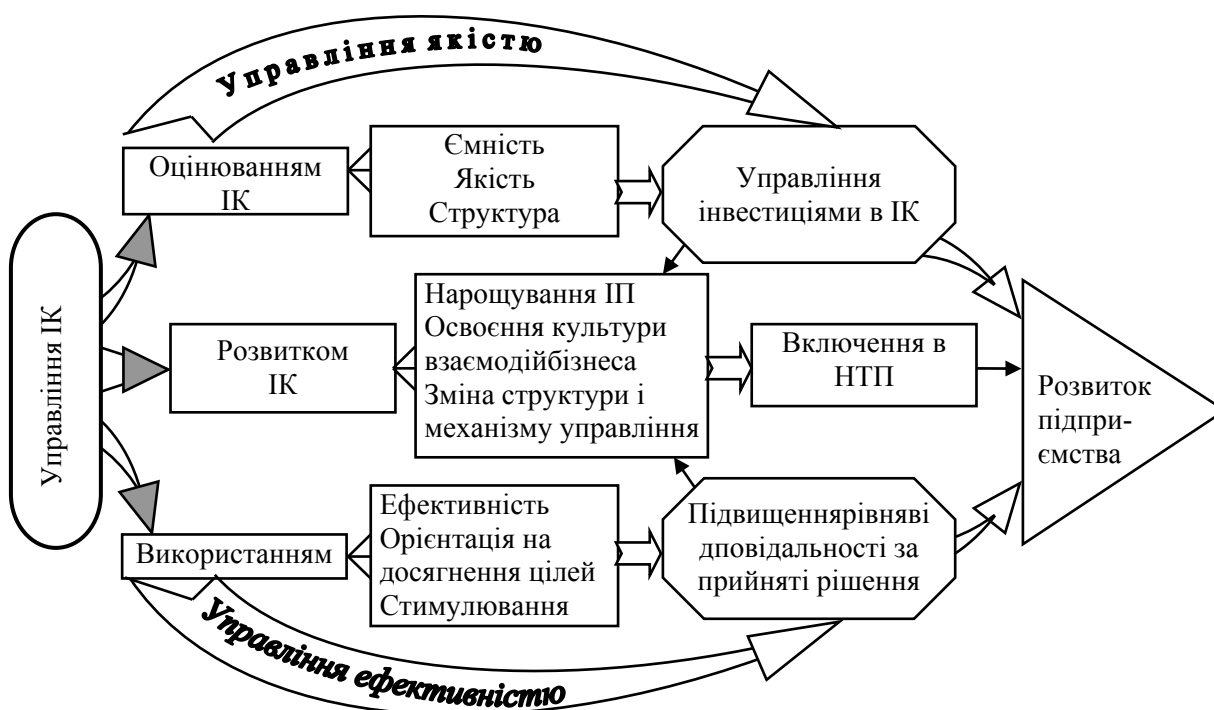 Управління якістю
Оцінюванням
ІК
Ємність
Якість
Структура
Управління
інвестиціями в ІК
Управління ІК
Розвитком
ІК
Нарощування ІП
Освоєння культури
взаємодійбізнеса
Зміна структури і
механізму управління
Включення в
НТП
Розвиток
підпри-
ємства
Використанням
Ефективність
Орієнтація на
досягнення цілей
Стимулювання
Підвищеннярівняві
дповідальності за
прийняті рішення
Управління ефективністю